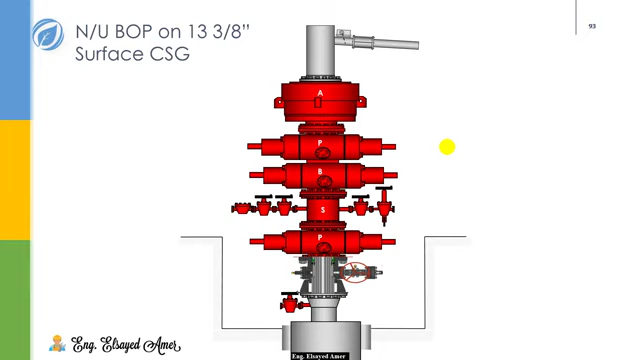 N/U BOP on 13 3/8”
Surface CSG
93
A
P
B
S
P
Eng. Elsayed Amer
Eng. Elsayed Amer